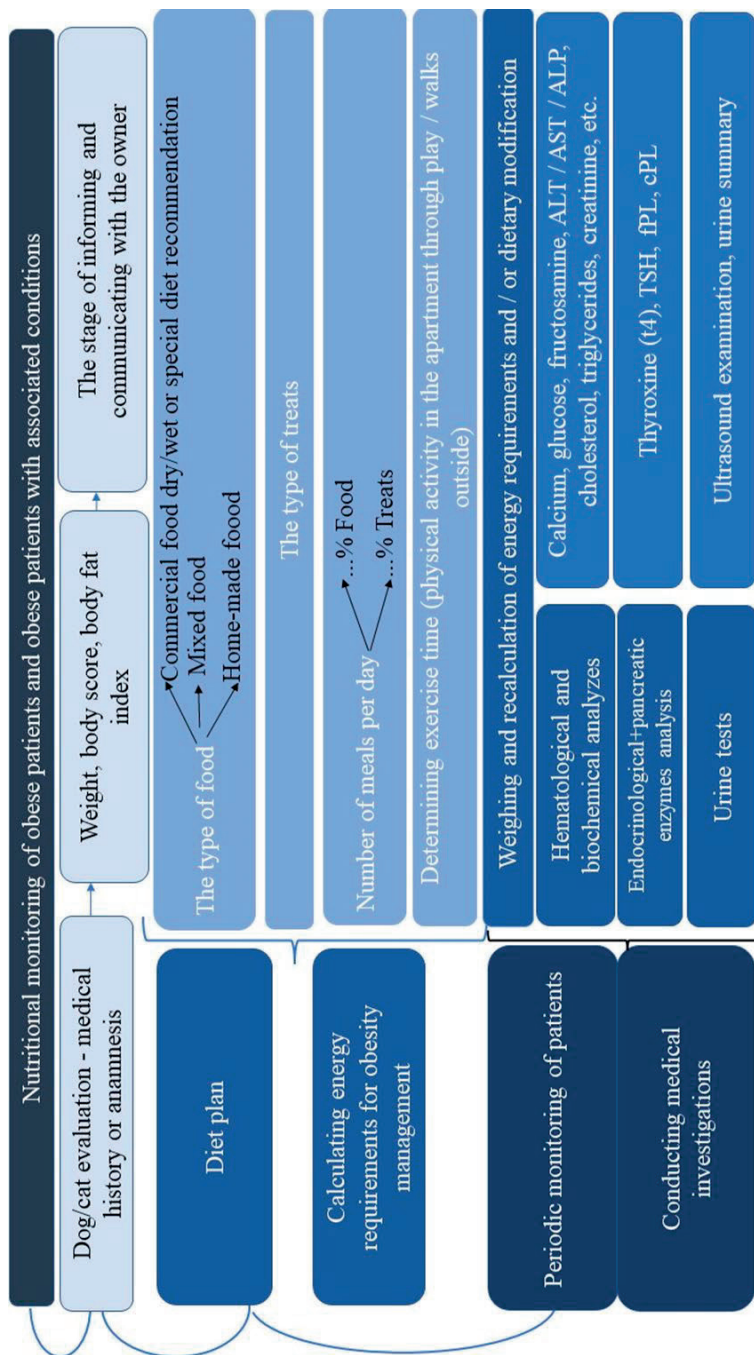 Nutritional monitoring of obese patients and obese patients with associated conditions
Dog/cat evaluation - medical
history or anamnesis
Weight, body score, body fat
index
The stage of informing and
communicating with the owner
Diet plan
The type of food
Commercial food dry/wet or special diet recommendation
Mixed food
Home-made foood
The type of treats
Calculating energy
requirements for obesity
management
Number of meals per day
...% Food
...% Treats
Determining exercise time (physical activity in the apartment through play / walks
outside)
Periodic monitoring of patients
Weighing and recalculation of energy requirements and / or dietary modification
Conducting medical
investigations
Hematological and
biochemical analyzes
Calcium, glucose, fructosamine, ALT / AST / ALP,
cholesterol, triglycerides, creatinine, etc.
Endocrinological+pancreatic
enzymes analysis
Thyroxine (t4), TSH, fPL, cPL
Urine tests
Ultrasound examination, urine summary